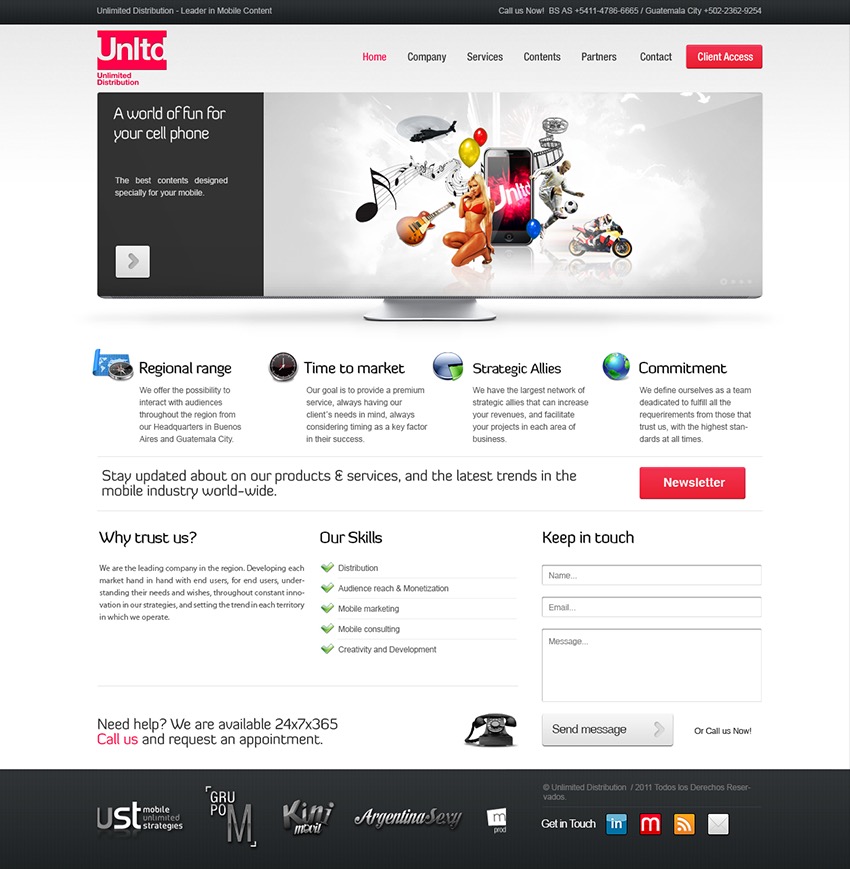 Unlimited Distribution - Leader in Mobile Content
Call us Now!  BS AS +5411-4786-6665 / Guatemala City +502-2362-9254
Unltd
Unlimited
Distribution
Home
Company
Services
Contents
Partners
Contact
Client Access
A world of fun for
your cell phone
The best contents designed
specially for your mobile.
Unltd
Regional range
We offer the possibility to
interact with audiences
throughout the region from
our Headquarters in Buenos
Aires and Guatemala City.
Time to market
Our goal is to provide a premium
service, always having our
client's needs in mind, always
considering timing as a key factor
in their success.
Strategic Allies
We have the largest network of
strategic allies that can increase
your revenues, and facilitate
your projects in each area of
business.
Commitment
We define ourselves as a team
deadicated to fulfill all the
requerirements from those that
trust us, with the highest stan-
dards at all times.
Stay updated about on our products & services, and the latest trends in the
mobile industry world-wide.
Newsletter
Why trust us?
We are the leading company in the region. Developing each
market hand in hand with end users, for end users, under-
standing their needs and wishes, throughout constant inno-
vation in our strategies, and setting the trend in each territory
in which we operate.
Our Skills
Distribution
Audience reach & Monetization
Mobile marketing
Mobile consulting
Creativity and Development
Keep in touch
Name...
Email...
Message...
Send message
Or Call us Now!
Need help? We are available 24x7x365
Call us and request an appointment.
ust mobile
unlimited
strategies
GRU
PO
M
Kini
movil
ArgentinaSexy
m
prod
© Unlimited Distribution  / 2011 Todos los Derechos Reser-
vados.
Get in Touch
in
m